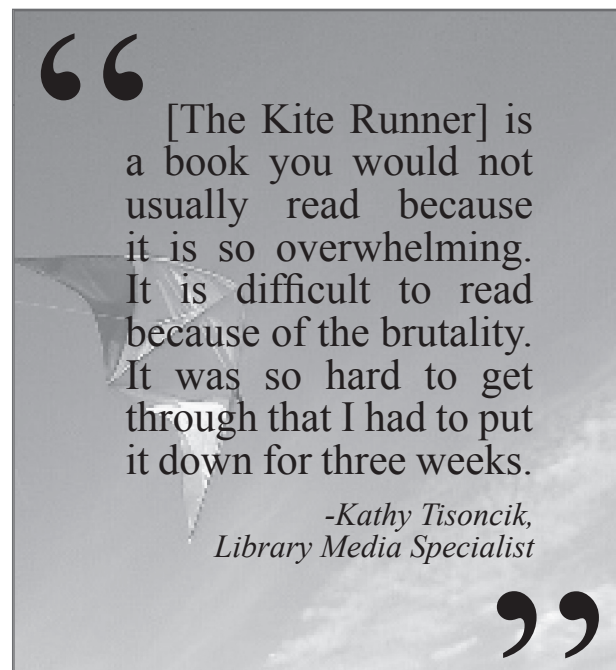 “
[The Kite Runner] is
a book you would not
usually read because
it is so overwhelming.
It is difficult to read
because of the brutality.
It was so hard to get
through that I had to put
it down for three weeks.
-Kathy Tisoncik,
Library Media Specialist
”